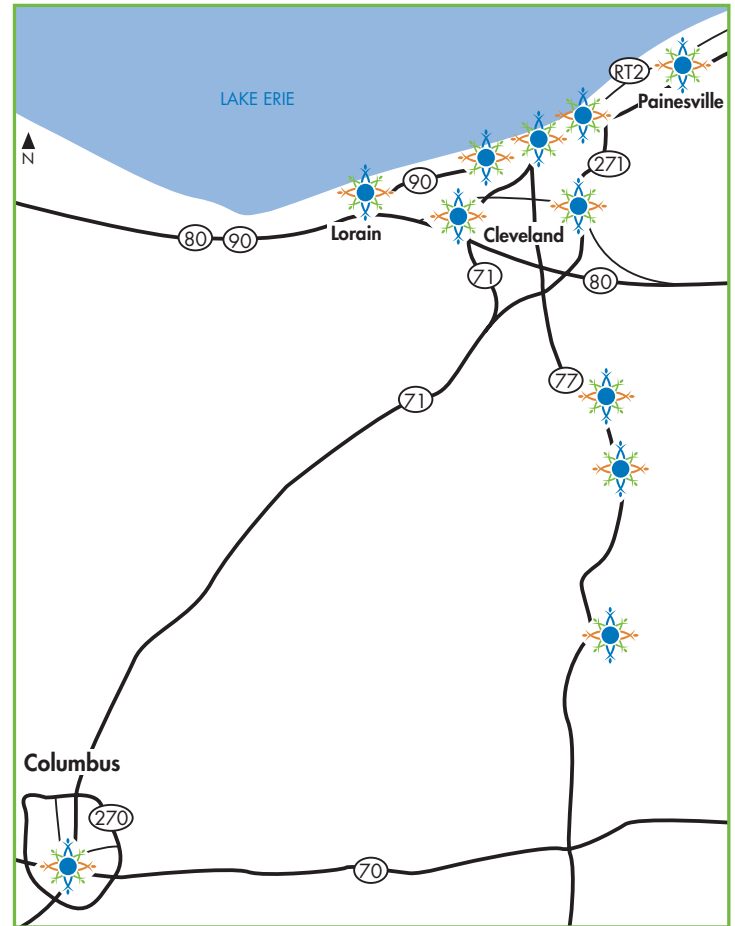 RT2
LAKE ERIE
Painesville
N
271
90
Lorain
Cleveland
80
90
71
80
77
71
Columbus
270
70